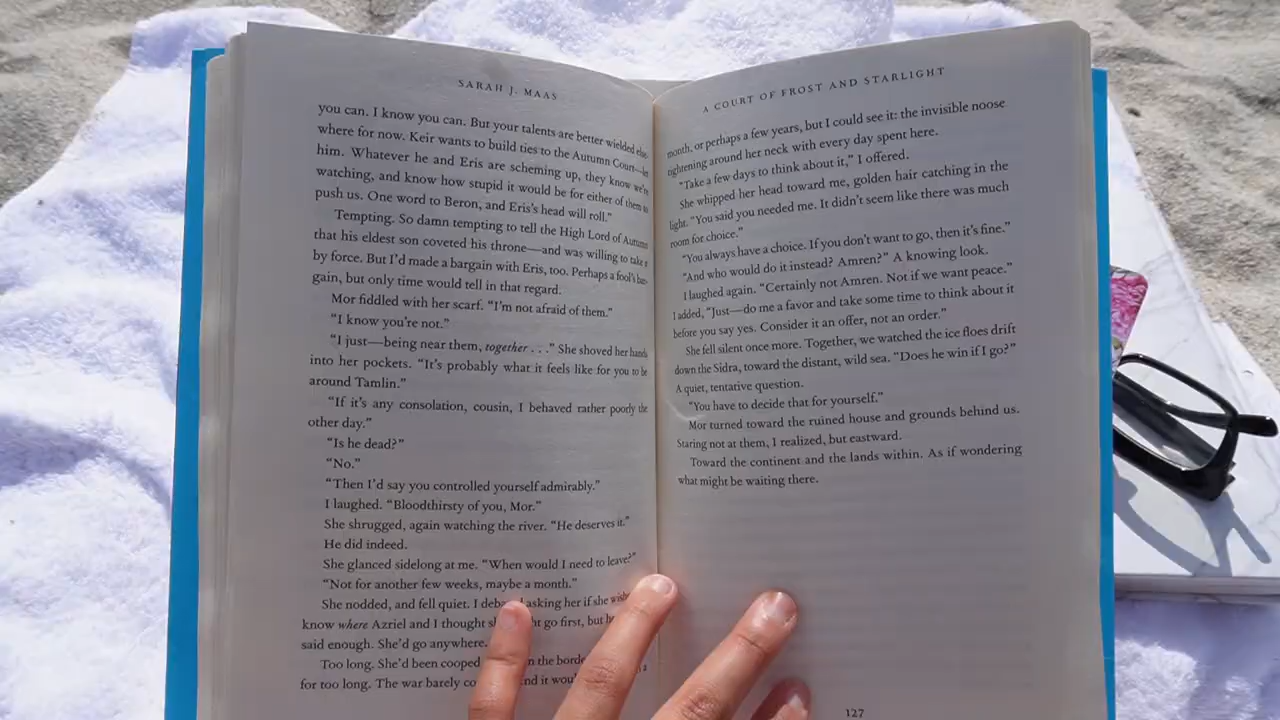 SARAH J. MAAS
you can. I know you can. But your talents are better wielded else-
where for now. Keir wants to build ties to the Autumn Court—let
him. Whatever he and Eris are scheming up, they know we're
watching, and know how stupid it would be for either of them to
push us. One word to Beron, and Eris's head will roll."
Tempting. So damn tempting to tell the High Lord of Autumn
that his eldest son coveted his throne—and was willing to take it
by force. But I'd made a bargain with Eris, too. Perhaps a fool's bar-
gain, but only time would tell in that regard.
Mor fiddled with her scarf. "I'm not afraid of them."
"I know you're not."
"I just—being near them, together . . ." She shoved her hands
into her pockets. "It's probably what it feels like for you to be
around Tamlin."
"If it's any consolation, cousin, I behaved rather poorly the
other day."
"Is he dead?"
"No."
"Then I'd say you controlled yourself admirably."
I laughed. "Bloodthirsty of you, Mor."
She shrugged, again watching the river. "He deserves it."
He did indeed.
She glanced sidelong at me. "When would I need to leave?"
"Not for another few weeks, maybe a month."
She nodded, and fell quiet. I asking her if she
know where Azriel and I thought go first, but
said enough. She'd go anywhere.
Too long. She'd been cooped the
for too long. The war barely
A COURT OF FROST AND STARLIGHT
month, or perhaps a few years, but I could see it: the invisible noose
tightening around her neck with every day spent here.
"Take a few days to think about it," I offered.
She whipped her head toward me, golden hair catching in the
light. "You said you needed me. It didn't seem like there was much
room for choice."
"You always have a choice. If you don't want to go, then it's fine."
"And who would do it instead? Amren?" A knowing look.
I laughed again. "Certainly not Amren. Not if we want peace."
I added, "Just—do me a favor and take some time to think about it
before you say yes. Consider it an offer, not an order."
She fell silent once more. Together, we watched the ice floes drift
down the Sidra, toward the distant, wild sea. "Does he win if I go?"
A quiet, tentative question.
"You have to decide that for yourself."
Mor turned toward the ruined house and grounds behind us.
Staring not at them, I realized, but eastward.
Toward the continent and the lands within. As if wondering
what might be waiting there.
127